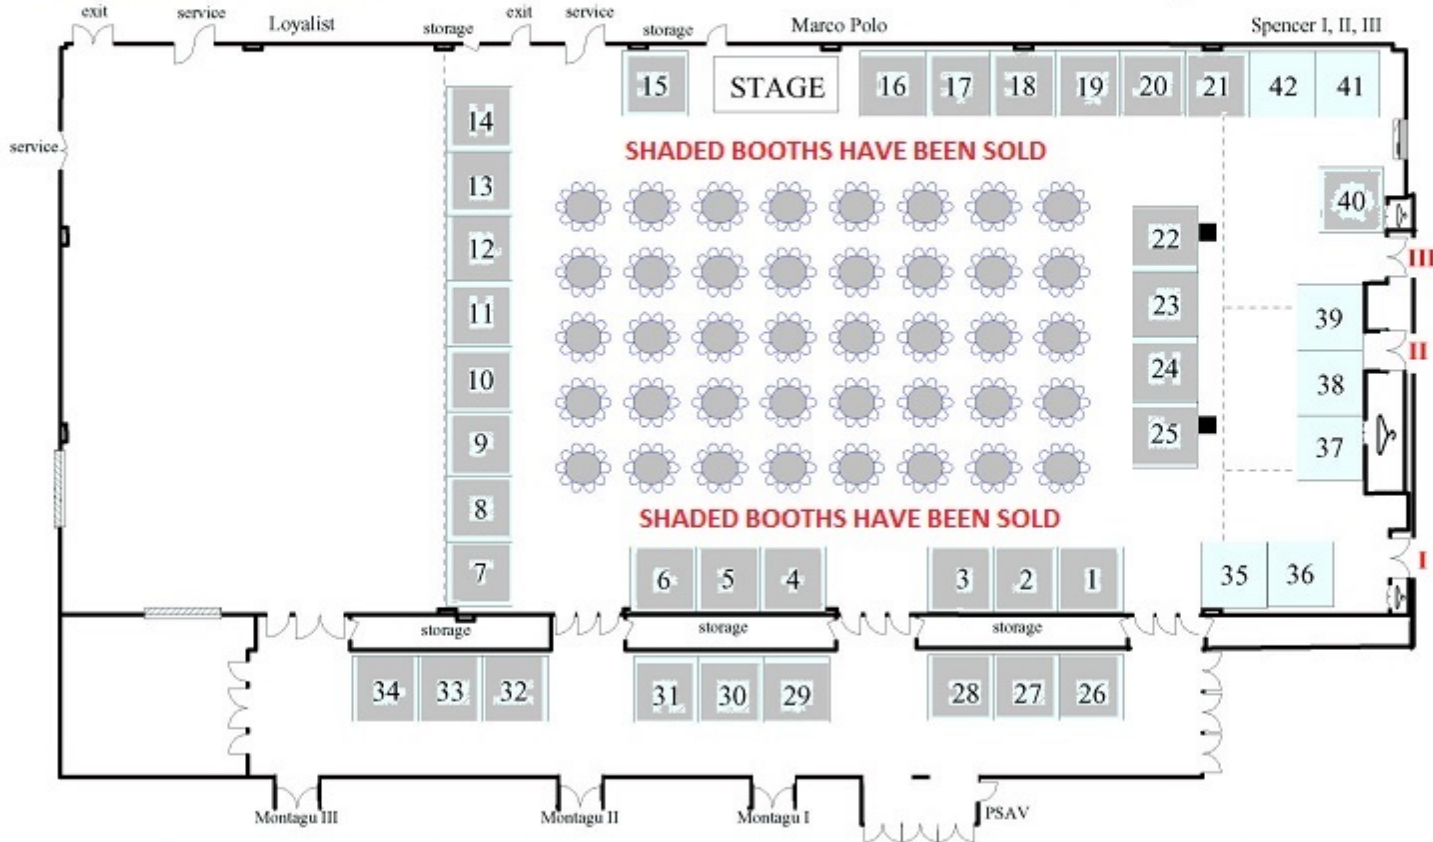 exit
service
Loyalist
storage
exit
service
storage
Marco Polo
Spencer I, II, III
15
STAGE
16 17 18 19 20 21 42 41
14
service
SHADED BOOTHS HAVE BEEN SOLD
13
40
12
22
III
11
23
39
II
10
24
38
9
25
37
8
SHADED BOOTHS HAVE BEEN SOLD
7
6 5 4
3 2 1
35 36
I
storage
storage
storage
34 33 32
31 30 29
28 27 26
Montagu III
Montagu II
Montagu I
PSAV